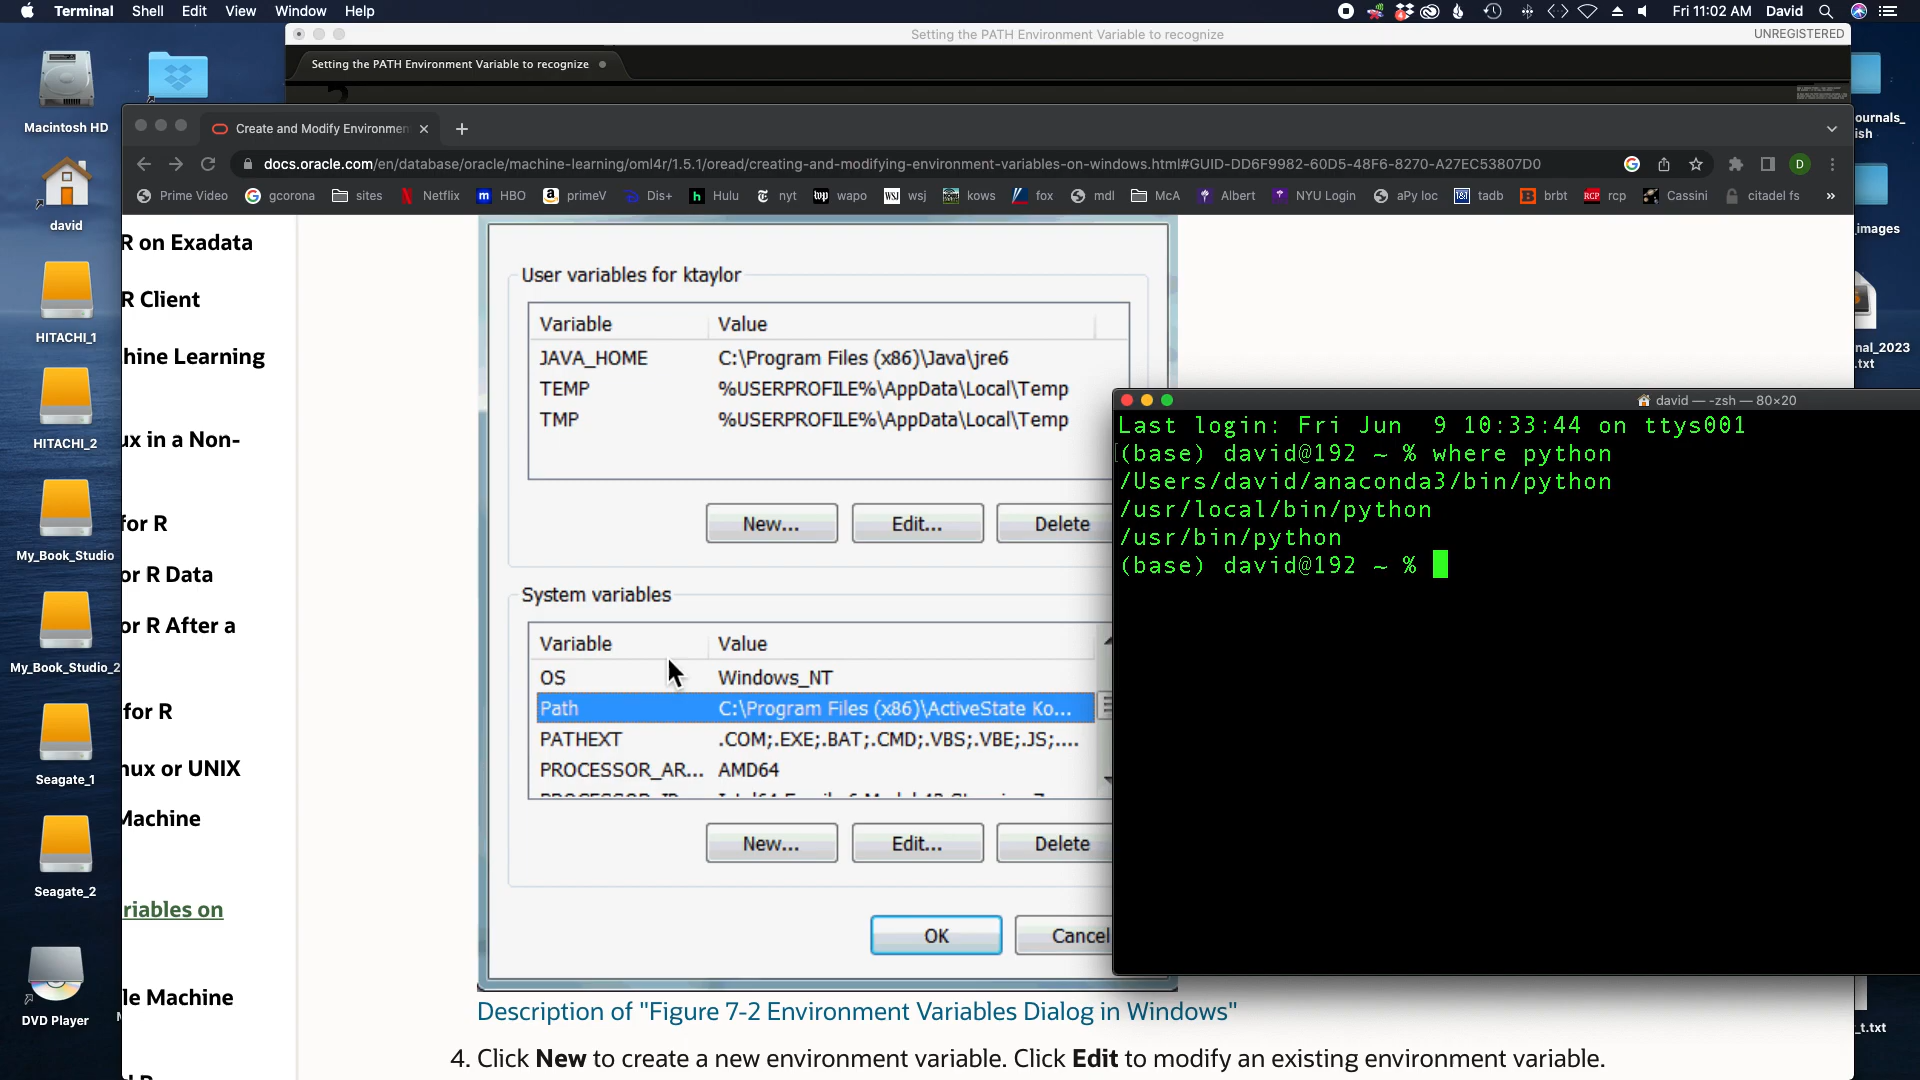 Terminal Shell Edit View Window Help
Fri 11:02 AM David
Setting the PATH Environment Variable to recognize
UNREGISTERED
Setting the PATH Environment Variable to recognize
Macintosh HD
david
HITACHI_1
HITACHI_2
My_Book_Studio
My_Book_Studio_2
Seagate_1
Seagate_2
DVD Player
ournals_
ish
images
nal_2023
.txt
_t.txt
Create and Modify Environmen
docs.oracle.com/en/database/oracle/machine-learning/oml4r/1.5.1/oread/creating-and-modifying-environment-variables-on-windows.html#GUID-DD6F9982-60D5-48F6-8270-A27EC53807D0
D
Prime Video gcorona sites Netflix HBO primeV Dis+ Hulu nyt wapo wsj kows fox mdl McA Albert NYU Login aPy loc tadb brbt rcp Cassini citadel fs »
R on Exadata
R Client
hine Learning
ux in a Non-
for R
or R Data
or R After a
for R
nux or UNIX
Machine
riables on
le Machine
User variables for ktaylor
Variable Value
JAVA_HOME C:\Program Files (x86)\Java\jre6
TEMP %USERPROFILE%\AppData\Local\Temp
TMP %USERPROFILE%\AppData\Local\Temp
New... Edit... Delete
System variables
Variable Value
OS Windows_NT
Path C:\Program Files (x86)\ActiveState Ko...
PATHEXT .COM;.EXE;.BAT;.CMD;.VBS;.VBE;.JS;....
PROCESSOR_AR... AMD64
New... Edit... Delete
OK Cancel
Description of "Figure 7-2 Environment Variables Dialog in Windows"
4. Click New to create a new environment variable. Click Edit to modify an existing environment variable.
david — -zsh — 80×20
Last login: Fri Jun 9 10:33:44 on ttys001
(base) david@192 ~ % where python
/Users/david/anaconda3/bin/python
/usr/local/bin/python
/usr/bin/python
(base) david@192 ~ %